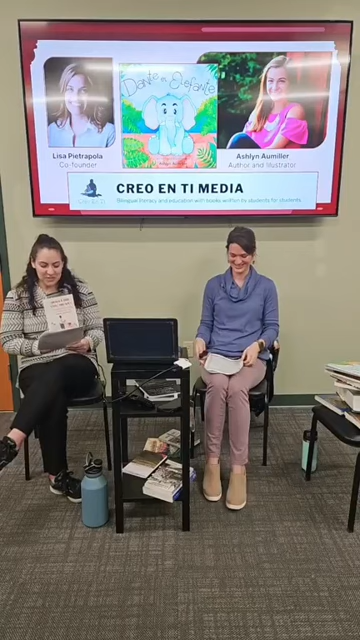 Dante el Elefante
Lisa Pietrapola
Co-founder
Ashlyn Aumiller
Author and Illustrator
CREO EN TI MEDIA
Bilingual literacy and education with books written by students for students.